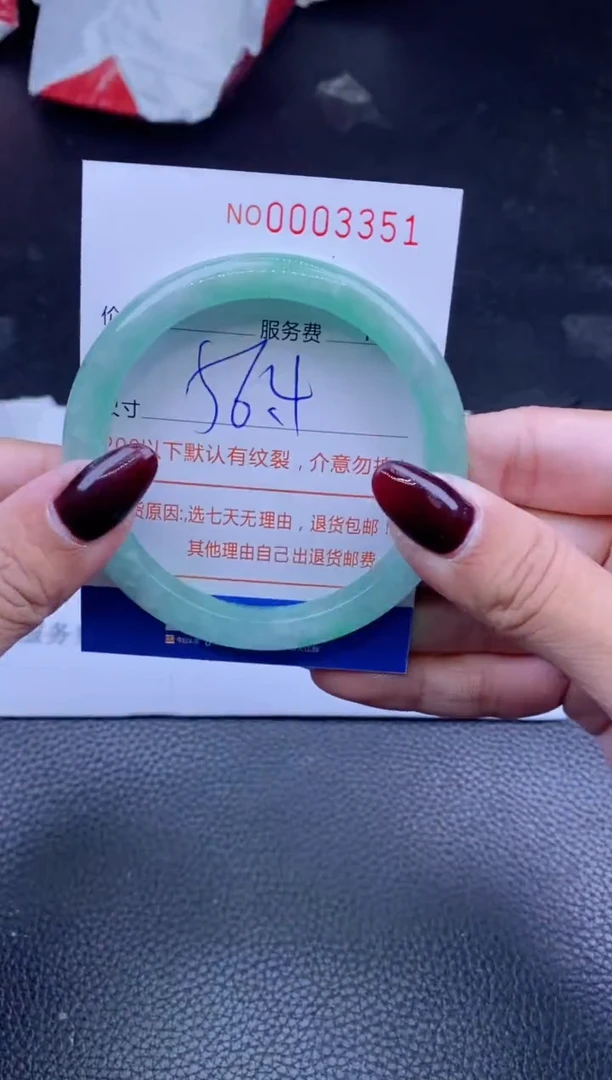 NO0003351
价 服务费
寸 56.4
以下默认有纹裂，介意勿
货原因:,选七天无理由，退货包邮！
其他理由自己出退货邮费